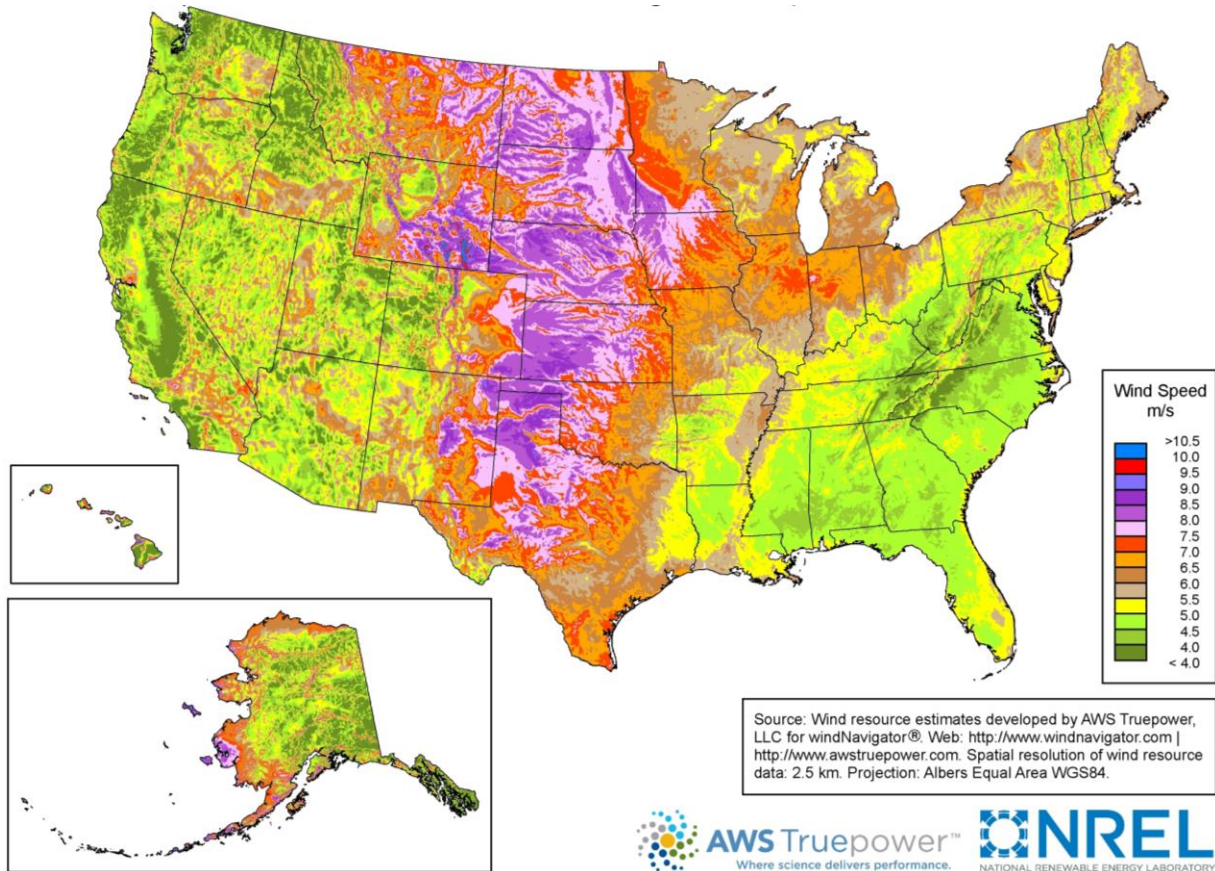 Wind Speed
m/s
>10.5
10.0
9.5
9.0
8.5
8.0
7.5
7.0
6.5
6.0
5.5
5.0
4.5
4.0
< 4.0
Source: Wind resource estimates developed by AWS Truepower,
LLC for windNavigator®. Web: http://www.windnavigator.com |
http://www.awstruepower.com. Spatial resolution of wind resource
data: 2.5 km. Projection: Albers Equal Area WGS84.
AWS Truepower™
Where science delivers performance.
NREL
NATIONAL RENEWABLE ENERGY LABORATORY